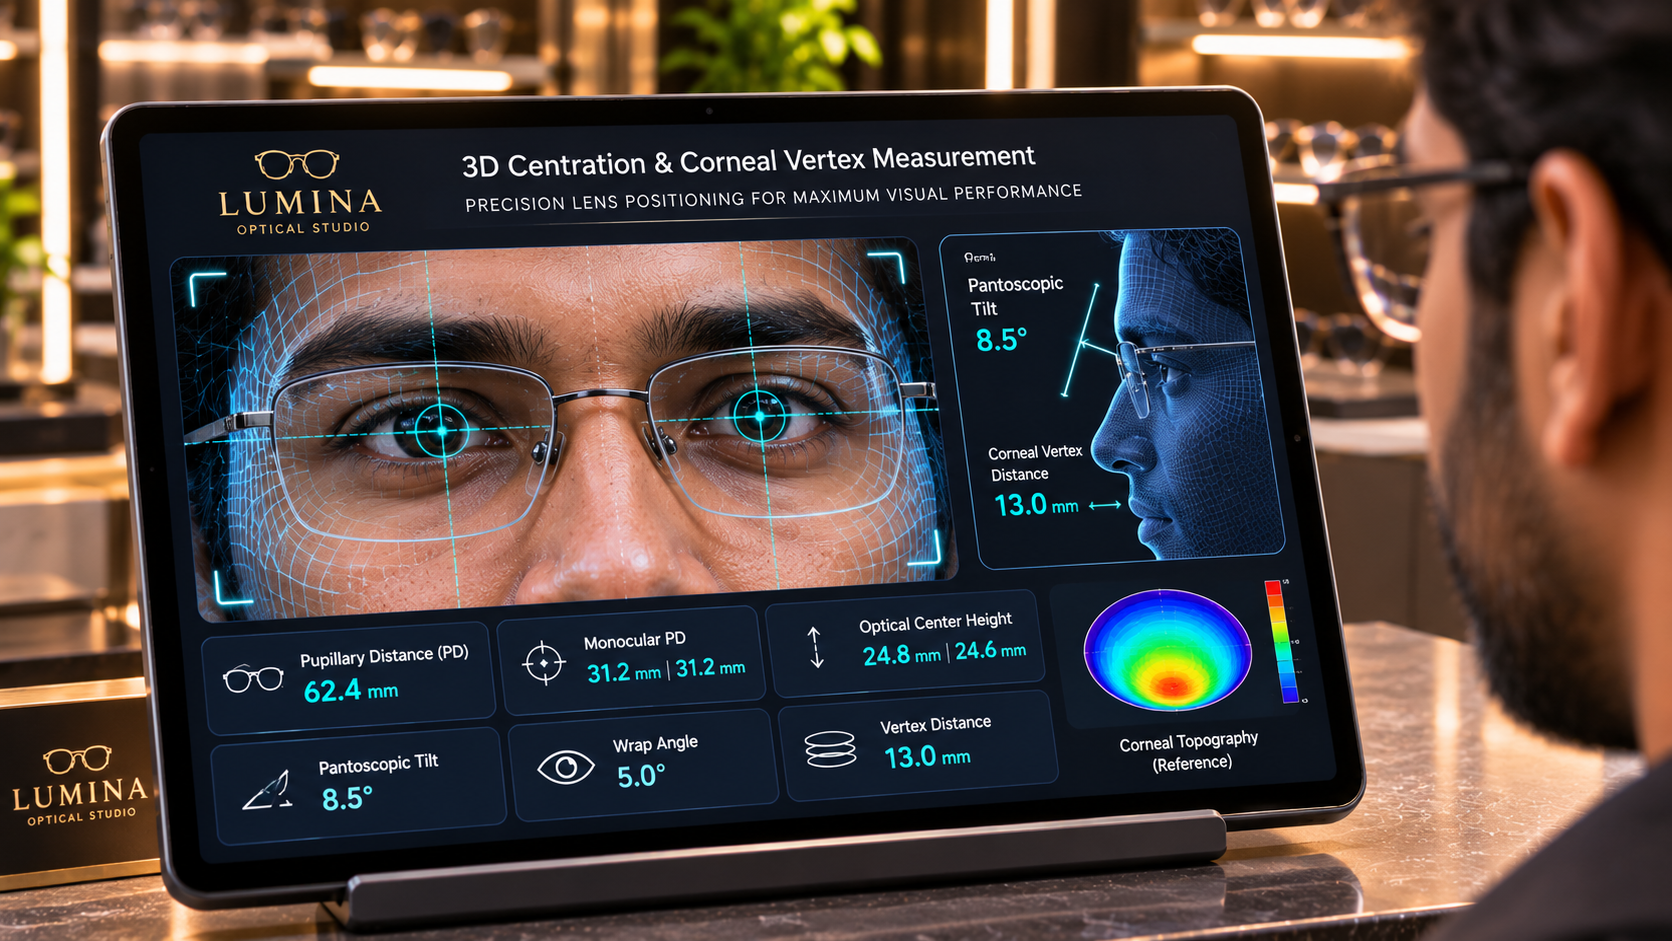 LUMINA
OPTICAL STUDIO
3D Centration & Corneal Vertex Measurement
PRECISION LENS POSITIONING FOR MAXIMUM VISUAL PERFORMANCE
Pantoscopic
Tilt
8.5°
Corneal Vertex
Distance
13.0 mm
Pupillary Distance (PD)
62.4 mm
Monocular PD
31.2 mm | 31.2 mm
Optical Center Height
24.8 mm | 24.6 mm
Pantoscopic Tilt
8.5°
Wrap Angle
5.0°
Vertex Distance
13.0 mm
Corneal Topography
(Reference)
LUMINA
OPTICAL STUDIO